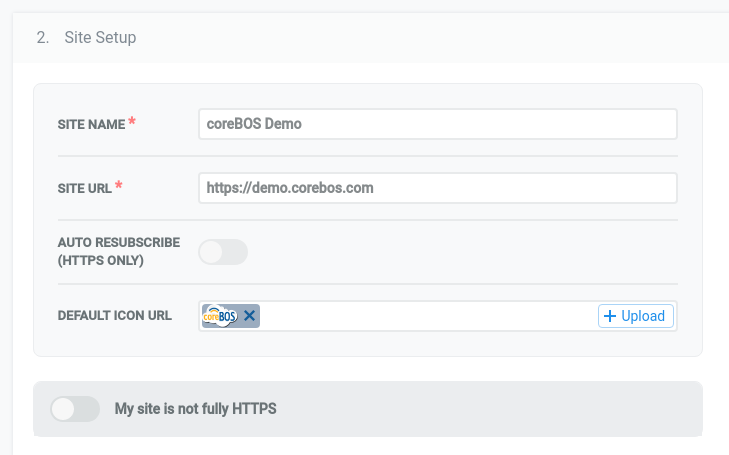 2. Site Setup
SITE NAME *
coreBOS Demo
SITE URL *
https://demo.corebos.com
AUTO RESUBSCRIBE
(HTTPS ONLY)
DEFAULT ICON URL
coreBOS
+ Upload
My site is not fully HTTPS